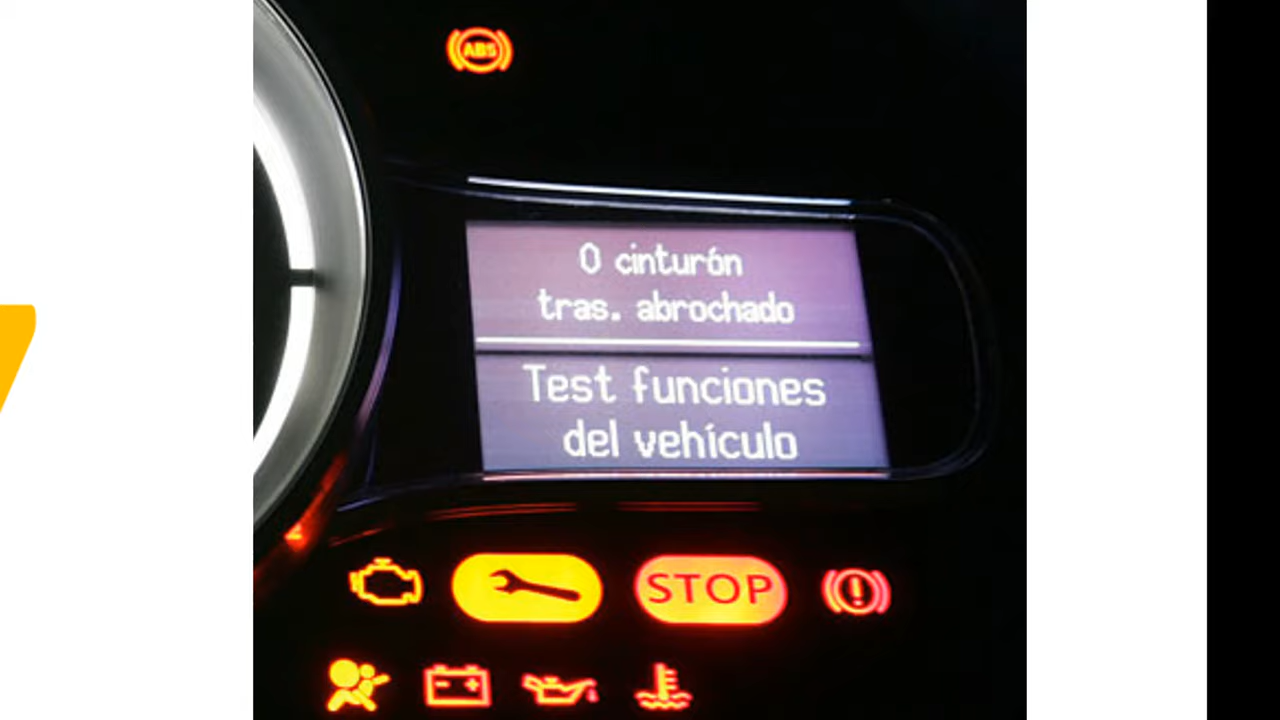 ABS
0 cinturón
tras. abrochado
Test funciones
del vehículo
STOP